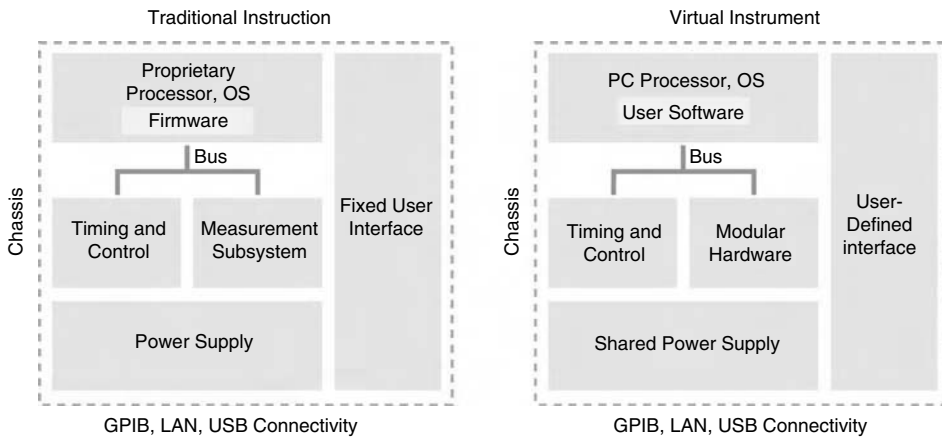 Traditional Instruction
Chassis
Proprietary
Processor, OS
Firmware
Bus
Timing and
Control
Measurement
Subsystem
Fixed User
Interface
Power Supply
GPIB, LAN, USB Connectivity
Virtual Instrument
Chassis
PC Processor, OS
User Software
Bus
Timing and
Control
Modular
Hardware
User-
Defined
interface
Shared Power Supply
GPIB, LAN, USB Connectivity